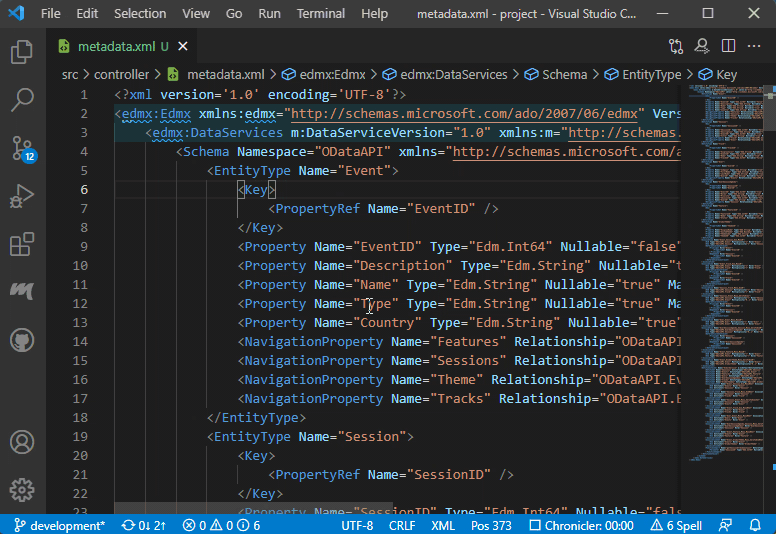 File Edit Selection View Go Run Terminal Help metadata.xml - project - Visual Studio C...
metadata.xml U
src > controller > metadata.xml > edmx:Edmx > edmx:DataServices > Schema > EntityType > Key
1 <?xml version='1.0' encoding='UTF-8'?>
2 <edmx:Edmx xmlns:edmx="http://schemas.microsoft.com/ado/2007/06/edmx" Vers
3 <edmx:DataServices m:DataServiceVersion="1.0" xmlns:m="http://schemas.
4 <Schema Namespace="ODataAPI" xmlns="http://schemas.microsoft.com/a
5 <EntityType Name="Event">
6 <Key>
7 <PropertyRef Name="EventID" />
8 </Key>
9 <Property Name="EventID" Type="Edm.Int64" Nullable="false"
10 <Property Name="Description" Type="Edm.String" Nullable="t
11 <Property Name="Name" Type="Edm.String" Nullable="true" Ma
12 <Property Name="Type" Type="Edm.String" Nullable="true" Ma
13 <Property Name="Country" Type="Edm.String" Nullable="true"
14 <NavigationProperty Name="Features" Relationship="ODataAPI
15 <NavigationProperty Name="Sessions" Relationship="ODataAPI
16 <NavigationProperty Name="Theme" Relationship="ODataAPI.Ev
17 <NavigationProperty Name="Tracks" Relationship="ODataAPI.E
18 </EntityType>
19 <EntityType Name="Session">
20 <Key>
21 <PropertyRef Name="SessionID" />
22 </Key>
23 <Property Name="SessionID" Type="Edm.Int64" Nullable="fals
12
development* 0↓ 2↑ 0 0 6 UTF-8 CRLF XML Pos 373 Chronicler: 00:00 6 Spell